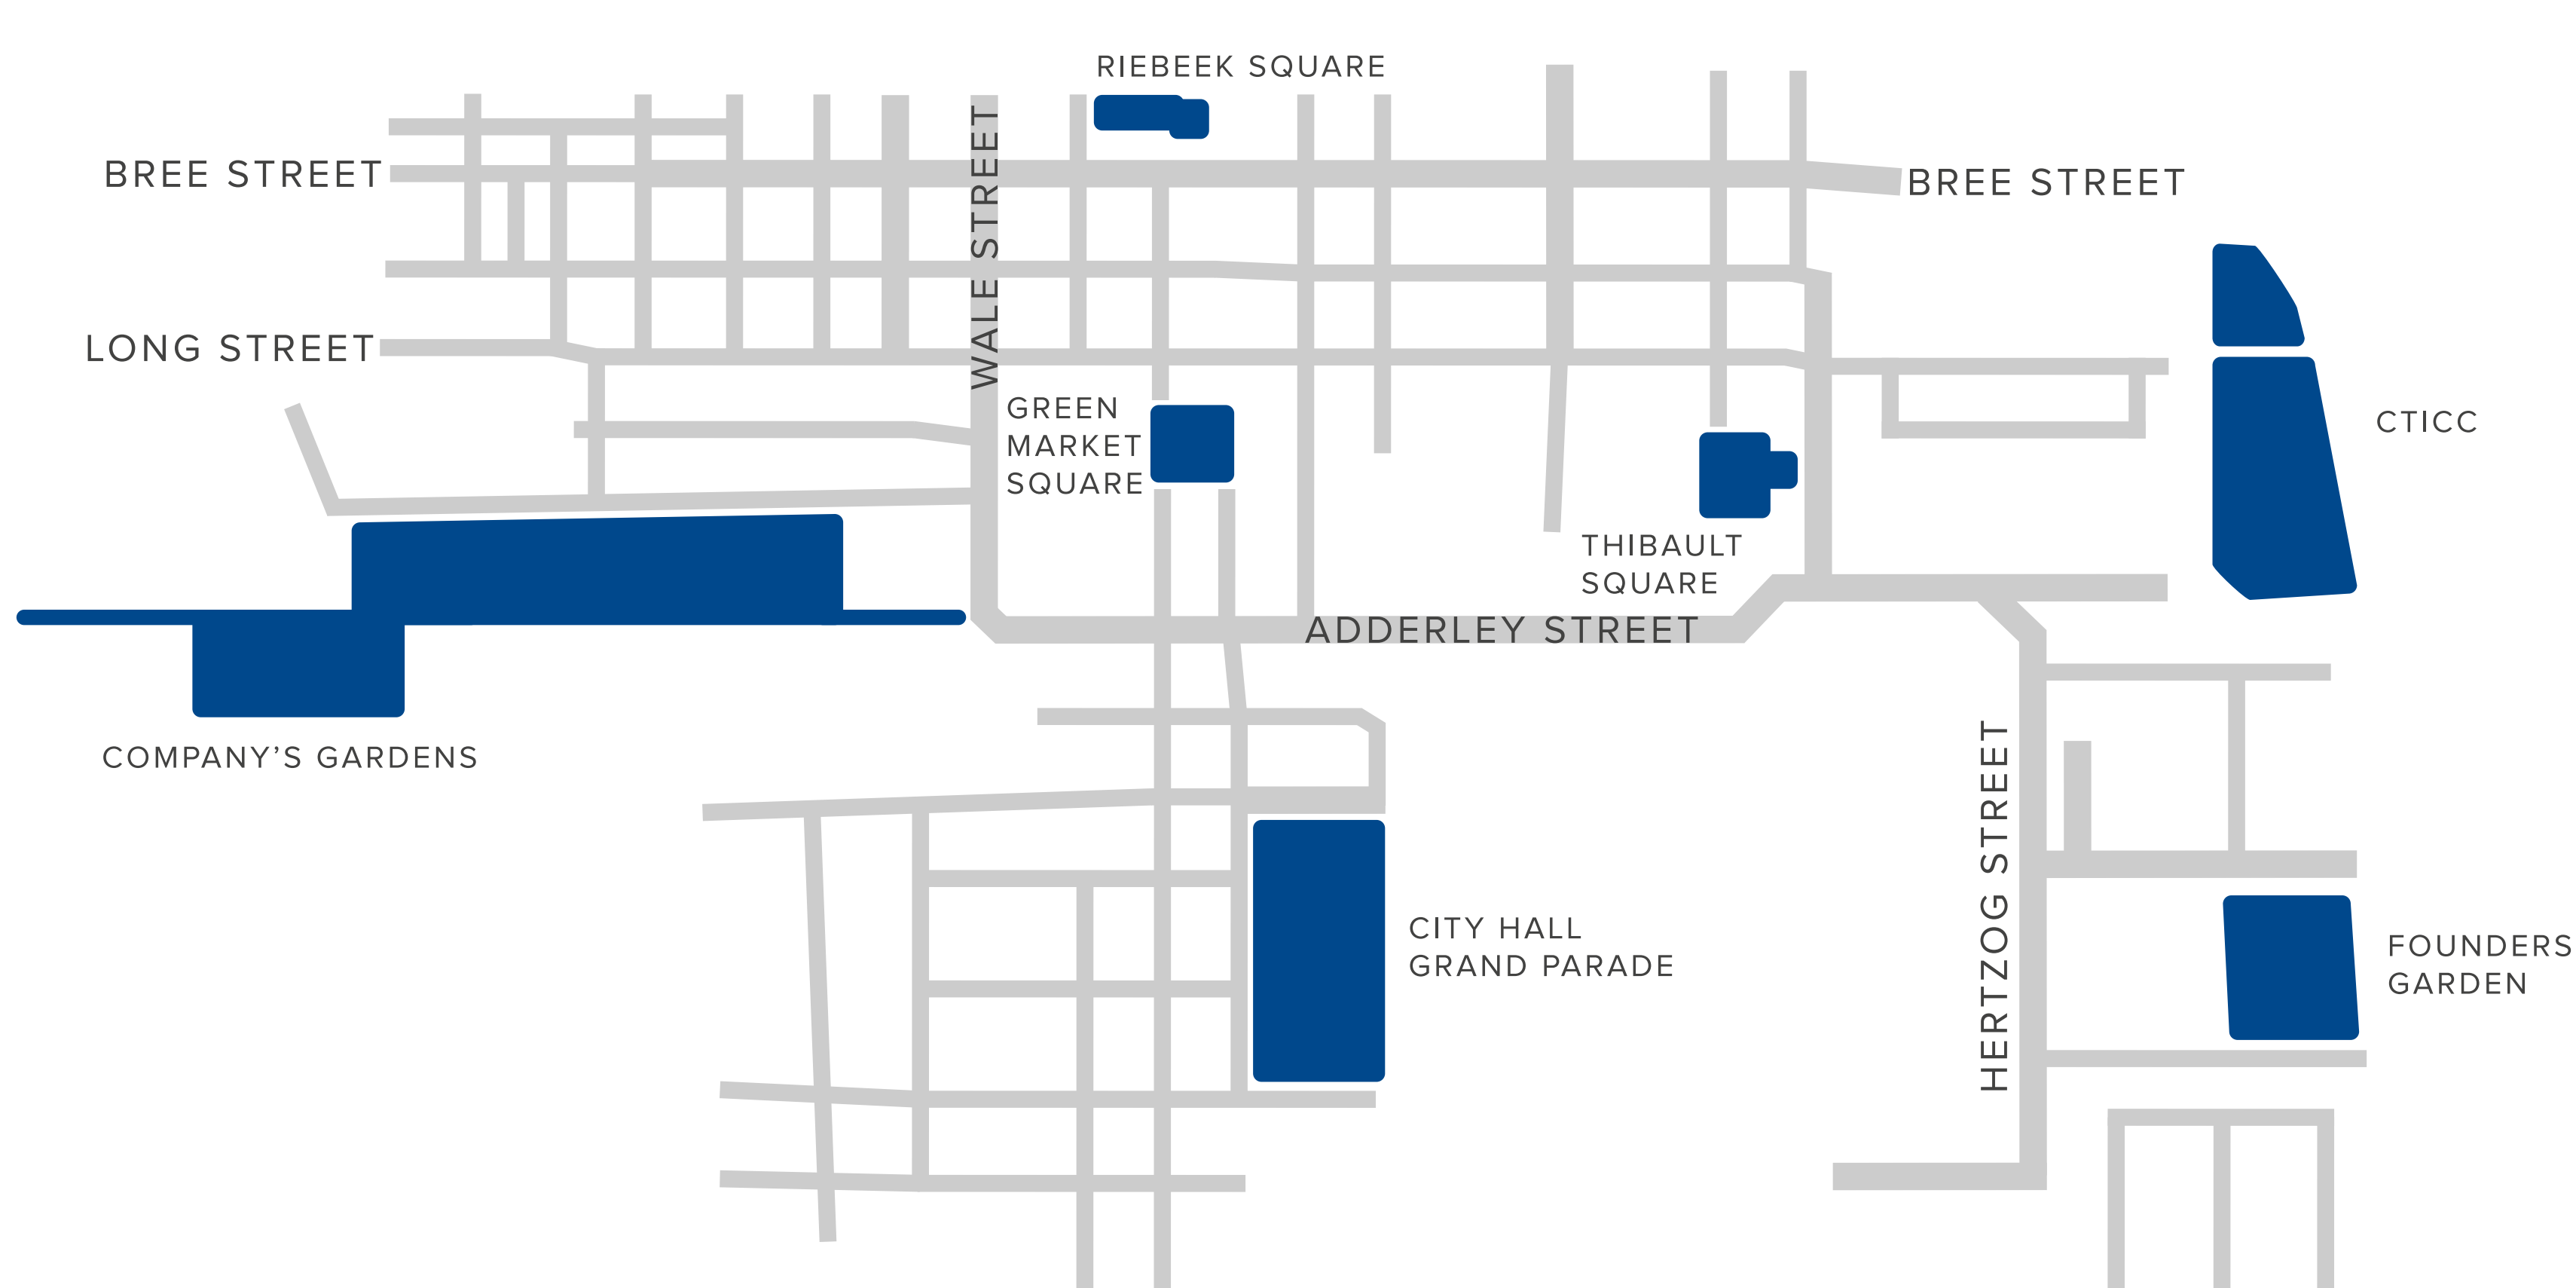 RIEBEEK SQUARE
BREE STREET
BREE STREET
WALE STREET
LONG STREET
GREEN
MARKET
SQUARE
CTICC
THIBAULT
SQUARE
ADDERLEY STREET
COMPANY’S GARDENS
HERTZOG STREET
CITY HALL
GRAND PARADE
FOUNDERS
GARDEN